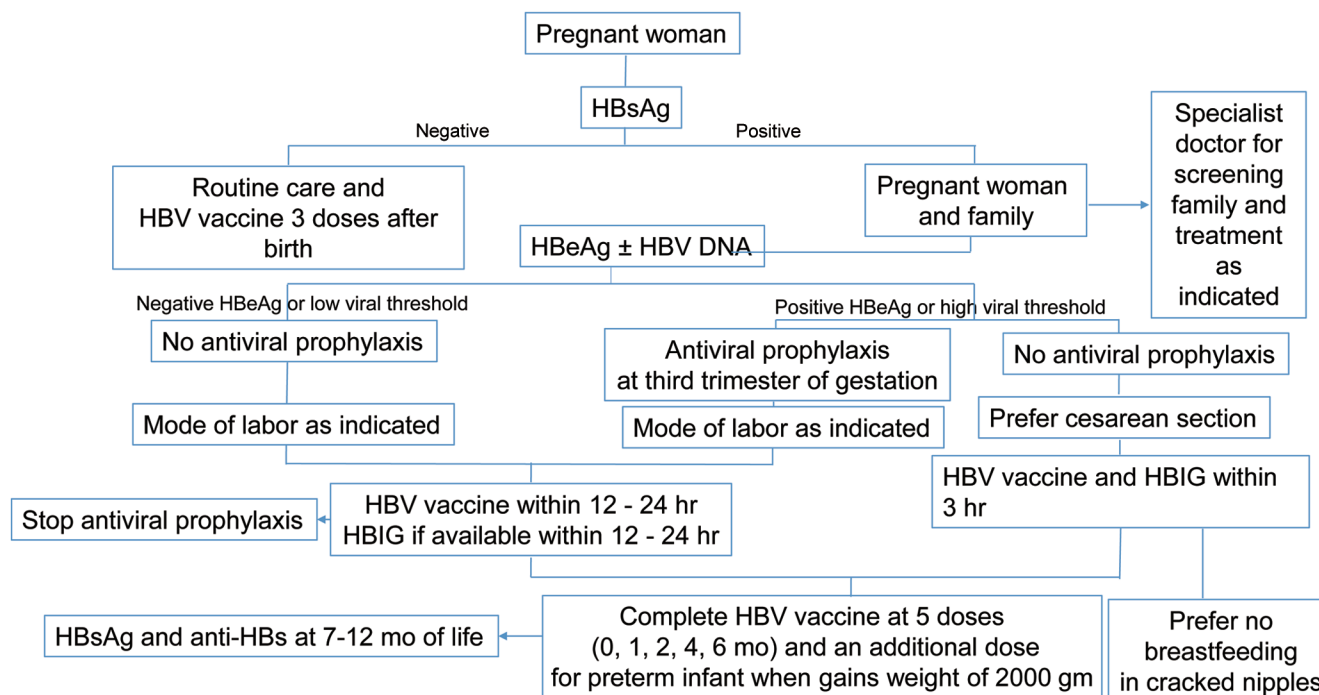 Pregnant woman
HBsAg
Negative
Positive
Specialist
doctor for
screening
family and
treatment
as
indicated
Routine care and
HBV vaccine 3 doses after
birth
Pregnant woman
and family
HBeAg ± HBV DNA
Negative HBeAg or low viral threshold
Positive HBeAg or high viral threshold
No antiviral prophylaxis
Antiviral prophylaxis
at third trimester of gestation
No antiviral prophylaxis
Mode of labor as indicated
Mode of labor as indicated
Prefer cesarean section
HBV vaccine and HBIG within
3 hr
Stop antiviral prophylaxis
HBV vaccine within 12 - 24 hr
HBIG if available within 12 - 24 hr
HBsAg and anti-HBs at 7-12 mo of life
Complete HBV vaccine at 5 doses
(0, 1, 2, 4, 6 mo) and an additional dose
for preterm infant when gains weight of 2000 gm
Prefer no
breastfeeding
in cracked nipples